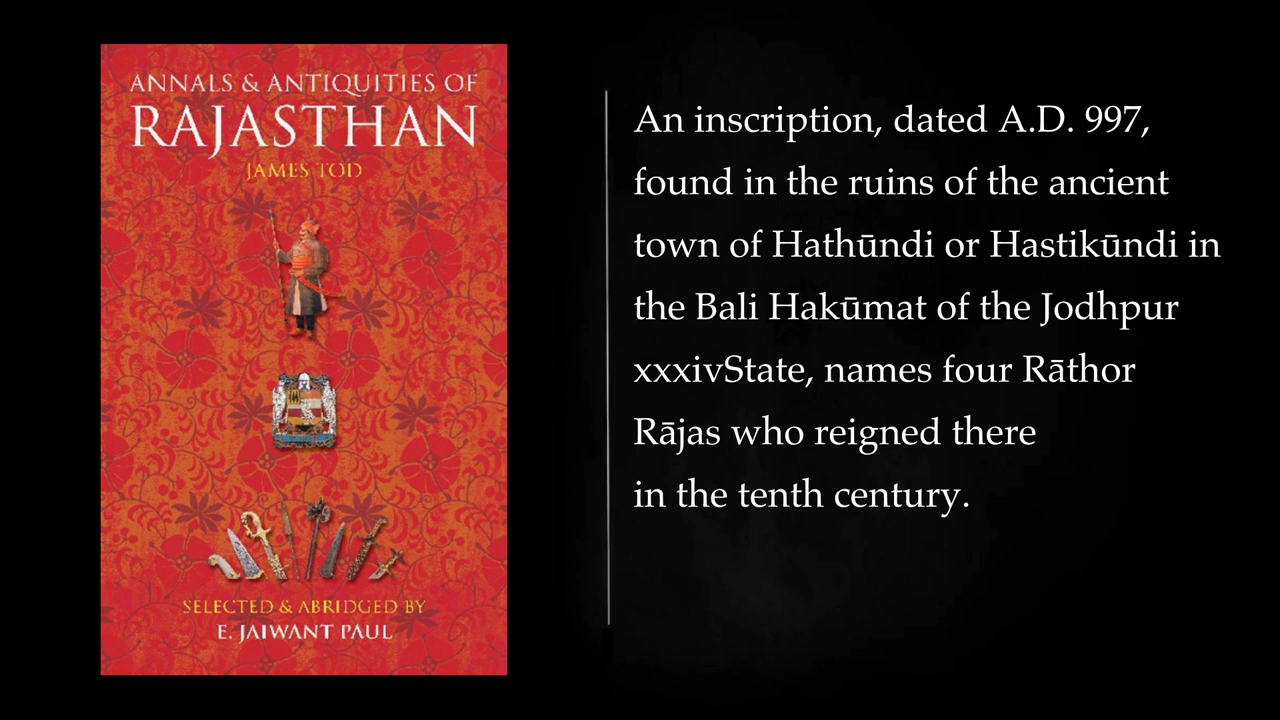 ANNALS & ANTIQUITIES OF
RAJASTHAN
JAMES TOD
SELECTED & ABRIDGED BY
E. JAIWANT PAUL
An inscription, dated A.D. 997,
found in the ruins of the ancient
town of Hathūndi or Hastikūndi in
the Bali Hakūmat of the Jodhpur
xxxivState, names four Rāthor
Rājas who reigned there
in the tenth century.